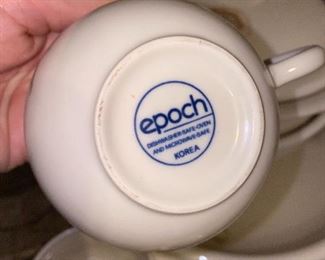 epoch
DISHWASHER-SAFE-OVEN
AND MICROWAVE-SAFE
KOREA